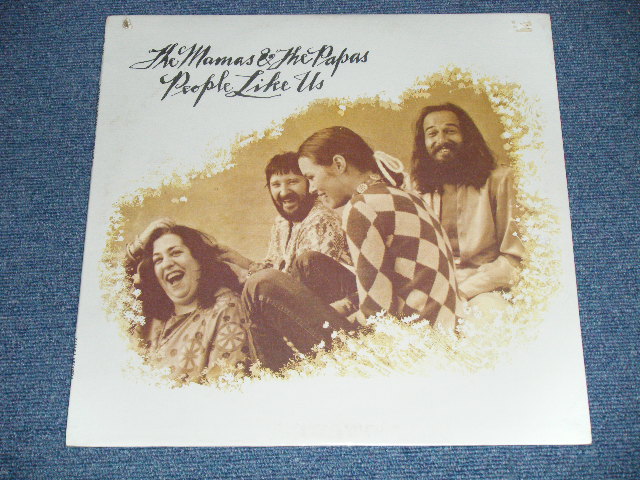 The Mamas & The Papas
People Like Us